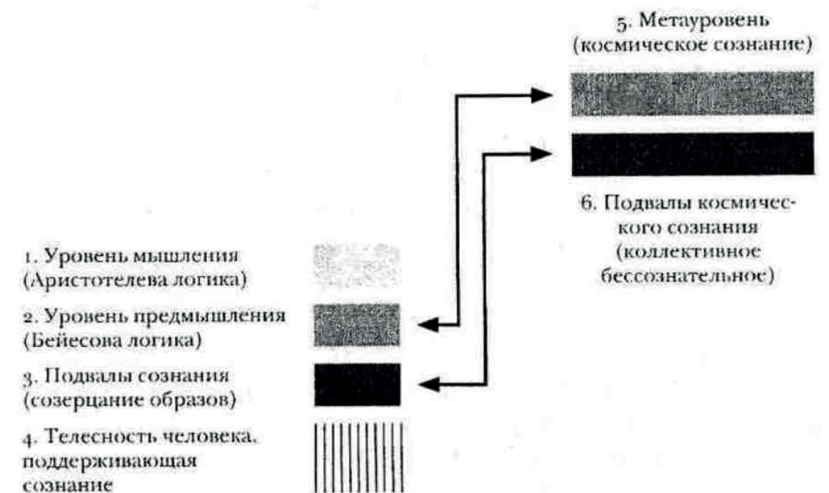 5. Метауровень
(космическое сознание)
6. Подвалы космичес-
кого сознания
(коллективное
бессознательное)
1. Уровень мышления
(Аристотелева логика)
2. Уровень предмышления
(Бейесова логика)
3. Подвалы сознания
(созерцание образов)
4. Телесность человека,
поддерживающая
сознание